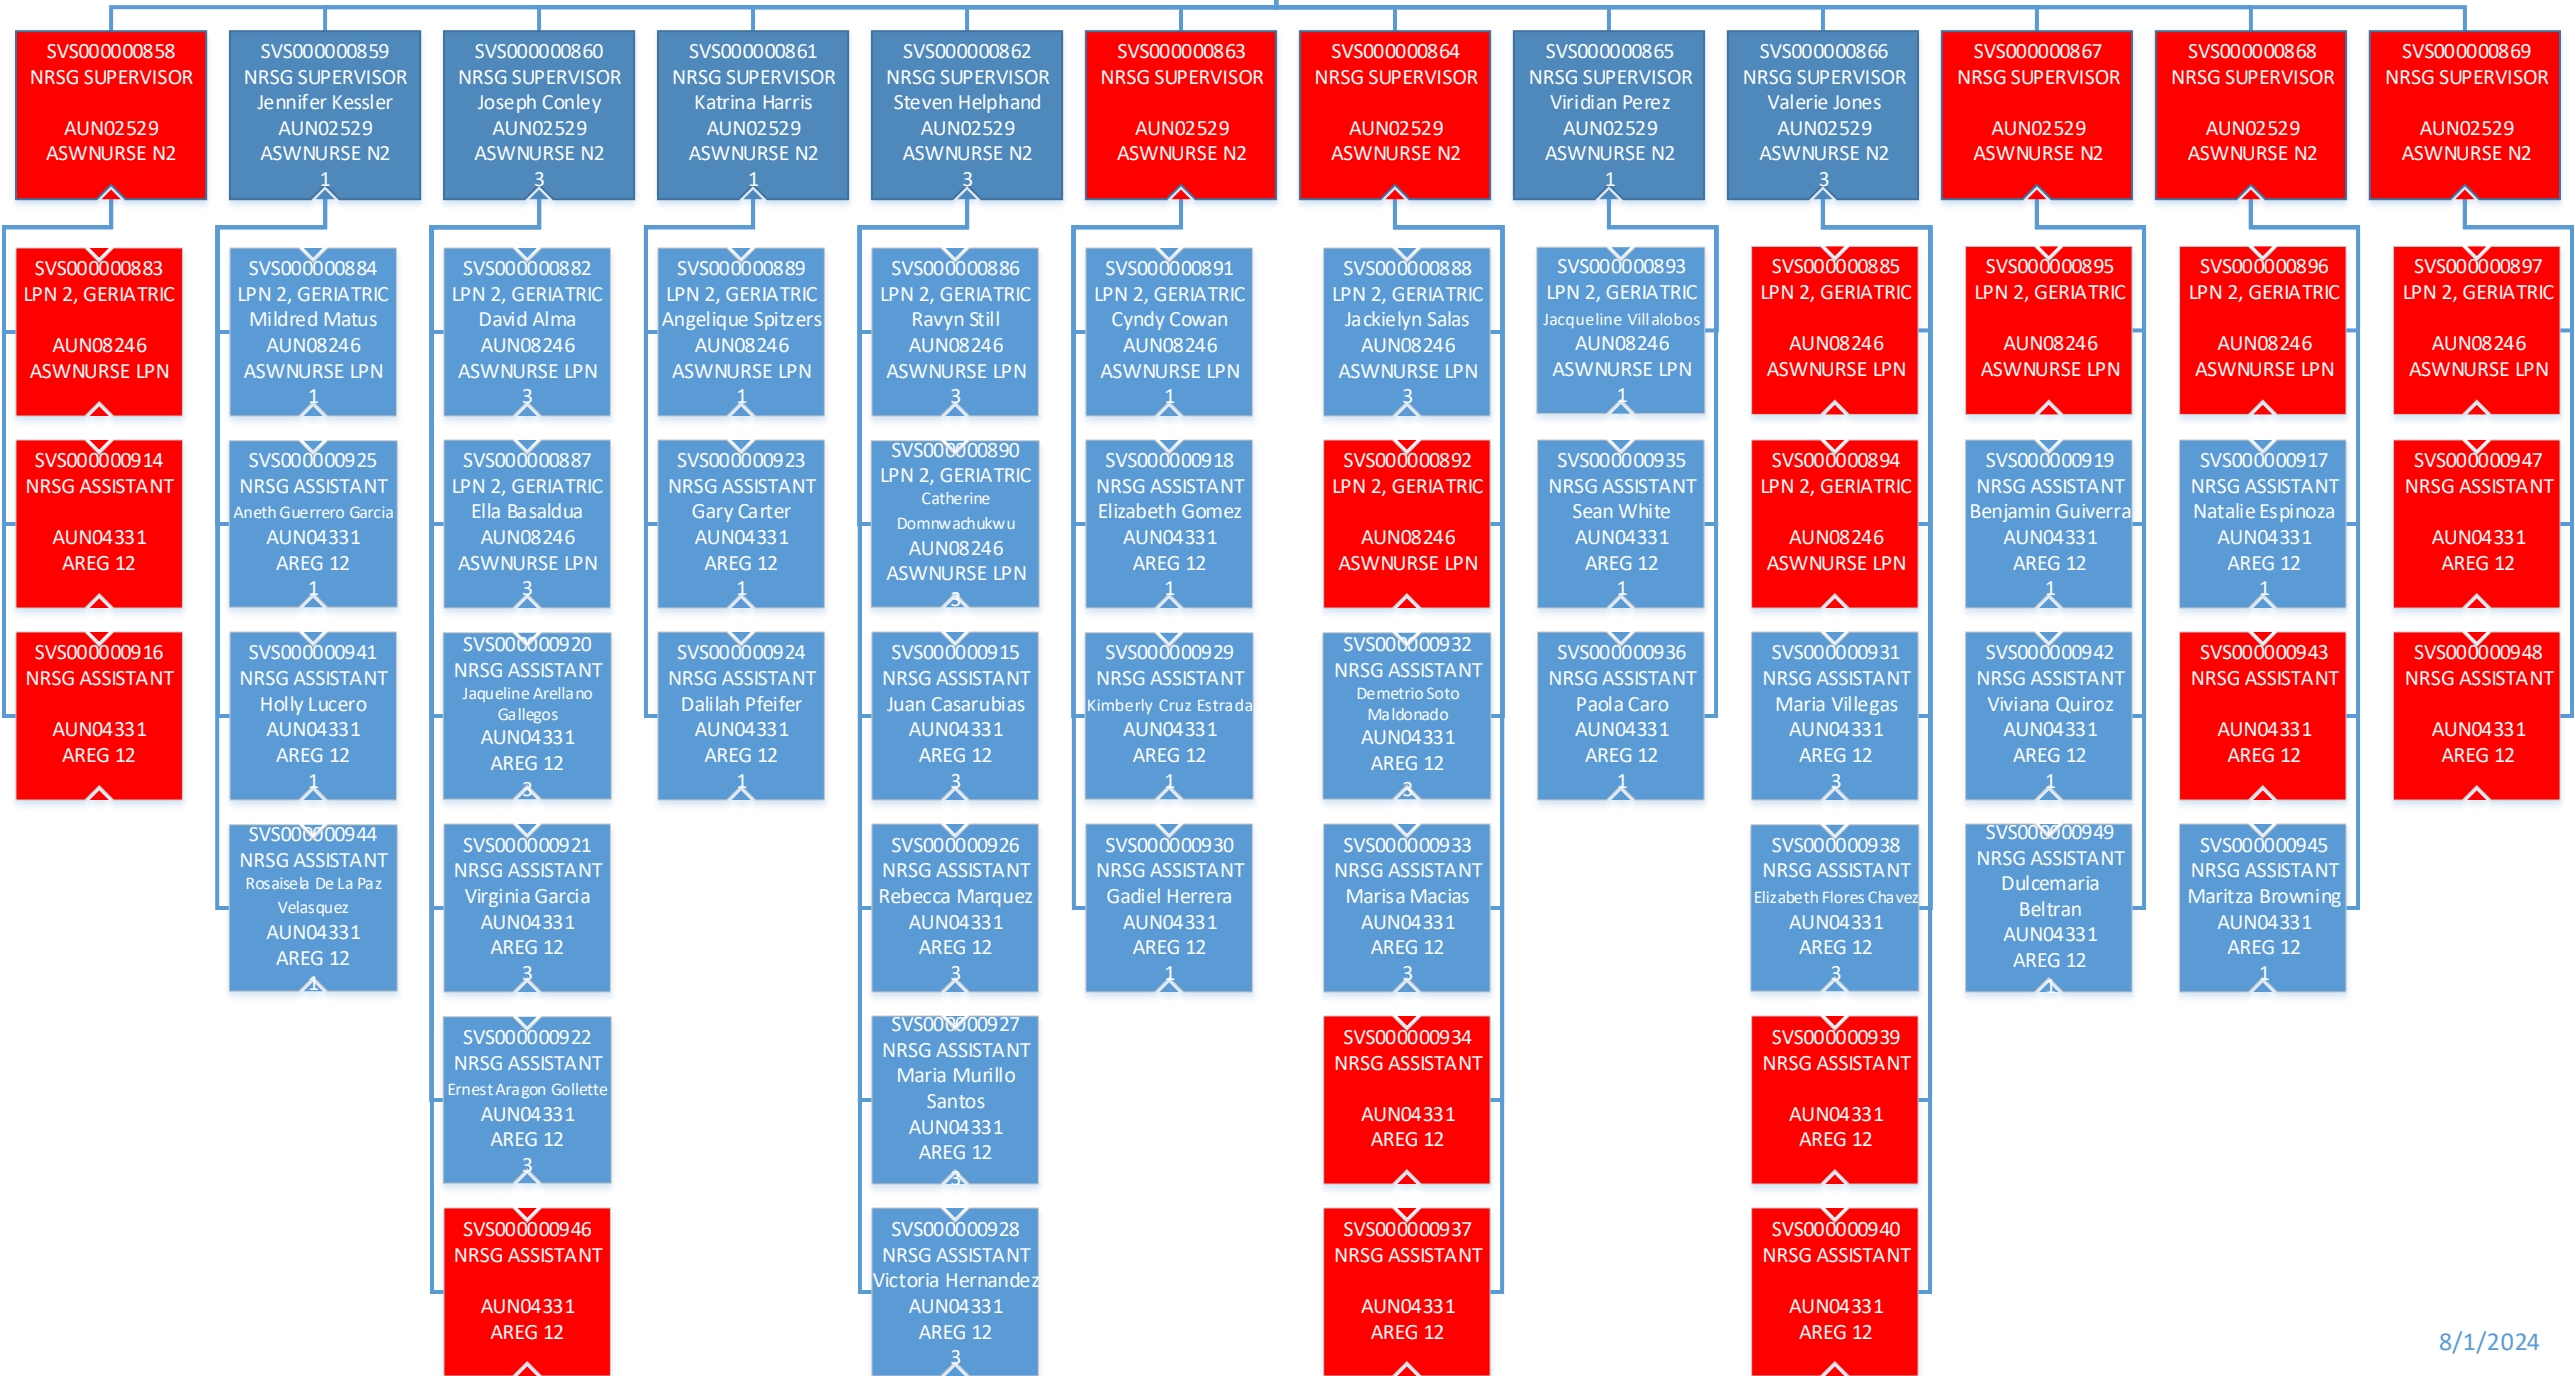 SVS000000858
NRSG SUPERVISOR
AUN02529
ASWNURSE N2
SVS000000859
NRSG SUPERVISOR
Jennifer Kessler
AUN02529
ASWNURSE N2
1
SVS000000860
NRSG SUPERVISOR
Joseph Conley
AUN02529
ASWNURSE N2
3
SVS000000861
NRSG SUPERVISOR
Katrina Harris
AUN02529
ASWNURSE N2
1
SVS000000862
NRSG SUPERVISOR
Steven Helphand
AUN02529
ASWNURSE N2
3
SVS000000863
NRSG SUPERVISOR
AUN02529
ASWNURSE N2
SVS000000864
NRSG SUPERVISOR
AUN02529
ASWNURSE N2
SVS000000865
NRSG SUPERVISOR
Viridian Perez
AUN02529
ASWNURSE N2
1
SVS000000866
NRSG SUPERVISOR
Valerie Jones
AUN02529
ASWNURSE N2
3
SVS000000867
NRSG SUPERVISOR
AUN02529
ASWNURSE N2
SVS000000868
NRSG SUPERVISOR
AUN02529
ASWNURSE N2
SVS000000869
NRSG SUPERVISOR
AUN02529
ASWNURSE N2
SVS000000883
LPN 2, GERIATRIC
AUN08246
ASWNURSE LPN
SVS000000884
LPN 2, GERIATRIC
Mildred Matus
AUN08246
ASWNURSE LPN
1
SVS000000882
LPN 2, GERIATRIC
David Alma
AUN08246
ASWNURSE LPN
3
SVS000000889
LPN 2, GERIATRIC
Angelique Spitzers
AUN08246
ASWNURSE LPN
1
SVS000000886
LPN 2, GERIATRIC
Ravyn Still
AUN08246
ASWNURSE LPN
3
SVS000000891
LPN 2, GERIATRIC
Cyndy Cowan
AUN08246
ASWNURSE LPN
1
SVS000000888
LPN 2, GERIATRIC
Jackielyn Salas
AUN08246
ASWNURSE LPN
3
SVS000000893
LPN 2, GERIATRIC
Jacqueline Villalobos
AUN08246
ASWNURSE LPN
1
SVS000000885
LPN 2, GERIATRIC
AUN08246
ASWNURSE LPN
SVS000000895
LPN 2, GERIATRIC
AUN08246
ASWNURSE LPN
SVS000000896
LPN 2, GERIATRIC
AUN08246
ASWNURSE LPN
SVS000000897
LPN 2, GERIATRIC
AUN08246
ASWNURSE LPN
SVS000000914
NRSG ASSISTANT
AUN04331
AREG 12
SVS000000925
NRSG ASSISTANT
Aneth Guerrero Garcia
AUN04331
AREG 12
1
SVS000000887
LPN 2, GERIATRIC
Ella Basaldua
AUN08246
ASWNURSE LPN
3
SVS000000923
NRSG ASSISTANT
Gary Carter
AUN04331
AREG 12
1
SVS000000890
LPN 2, GERIATRIC
Catherine
Domnwachukwu
AUN08246
ASWNURSE LPN
3
SVS000000918
NRSG ASSISTANT
Elizabeth Gomez
AUN04331
AREG 12
1
SVS000000892
LPN 2, GERIATRIC
AUN08246
ASWNURSE LPN
SVS000000935
NRSG ASSISTANT
Sean White
AUN04331
AREG 12
1
SVS000000894
LPN 2, GERIATRIC
AUN08246
ASWNURSE LPN
SVS000000919
NRSG ASSISTANT
Benjamin Guiverra
AUN04331
AREG 12
1
SVS000000917
NRSG ASSISTANT
Natalie Espinoza
AUN04331
AREG 12
1
SVS000000947
NRSG ASSISTANT
AUN04331
AREG 12
SVS000000916
NRSG ASSISTANT
AUN04331
AREG 12
SVS000000941
NRSG ASSISTANT
Holly Lucero
AUN04331
AREG 12
1
SVS000000920
NRSG ASSISTANT
Jaqueline Arellano
Gallegos
AUN04331
AREG 12
3
SVS000000924
NRSG ASSISTANT
Dalilah Pfeifer
AUN04331
AREG 12
1
SVS000000915
NRSG ASSISTANT
Juan Casarubias
AUN04331
AREG 12
3
SVS000000929
NRSG ASSISTANT
Kimberly Cruz Estrada
AUN04331
AREG 12
1
SVS000000932
NRSG ASSISTANT
Demetrio Soto
Maldonado
AUN04331
AREG 12
3
SVS000000936
NRSG ASSISTANT
Paola Caro
AUN04331
AREG 12
1
SVS000000931
NRSG ASSISTANT
Maria Villegas
AUN04331
AREG 12
3
SVS000000942
NRSG ASSISTANT
Viviana Quiroz
AUN04331
AREG 12
1
SVS000000943
NRSG ASSISTANT
AUN04331
AREG 12
SVS000000948
NRSG ASSISTANT
AUN04331
AREG 12
SVS000000944
NRSG ASSISTANT
Rosaisela De La Paz
Velasquez
AUN04331
AREG 12
1
SVS000000921
NRSG ASSISTANT
Virginia Garcia
AUN04331
AREG 12
3
SVS000000926
NRSG ASSISTANT
Rebecca Marquez
AUN04331
AREG 12
3
SVS000000930
NRSG ASSISTANT
Gadiel Herrera
AUN04331
AREG 12
1
SVS000000933
NRSG ASSISTANT
Marisa Macias
AUN04331
AREG 12
3
SVS000000938
NRSG ASSISTANT
Elizabeth Flores Chavez
AUN04331
AREG 12
3
SVS000000949
NRSG ASSISTANT
Dulcemaria
Beltran
AUN04331
AREG 12
1
SVS000000945
NRSG ASSISTANT
Maritza Browning
AUN04331
AREG 12
1
SVS000000922
NRSG ASSISTANT
Ernest Aragon Gollette
AUN04331
AREG 12
3
SVS000000927
NRSG ASSISTANT
Maria Murillo
Santos
AUN04331
AREG 12
3
SVS000000934
NRSG ASSISTANT
AUN04331
AREG 12
SVS000000939
NRSG ASSISTANT
AUN04331
AREG 12
SVS000000946
NRSG ASSISTANT
AUN04331
AREG 12
SVS000000928
NRSG ASSISTANT
Victoria Hernandez
AUN04331
AREG 12
3
SVS000000937
NRSG ASSISTANT
AUN04331
AREG 12
SVS000000940
NRSG ASSISTANT
AUN04331
AREG 12
8/1/2024